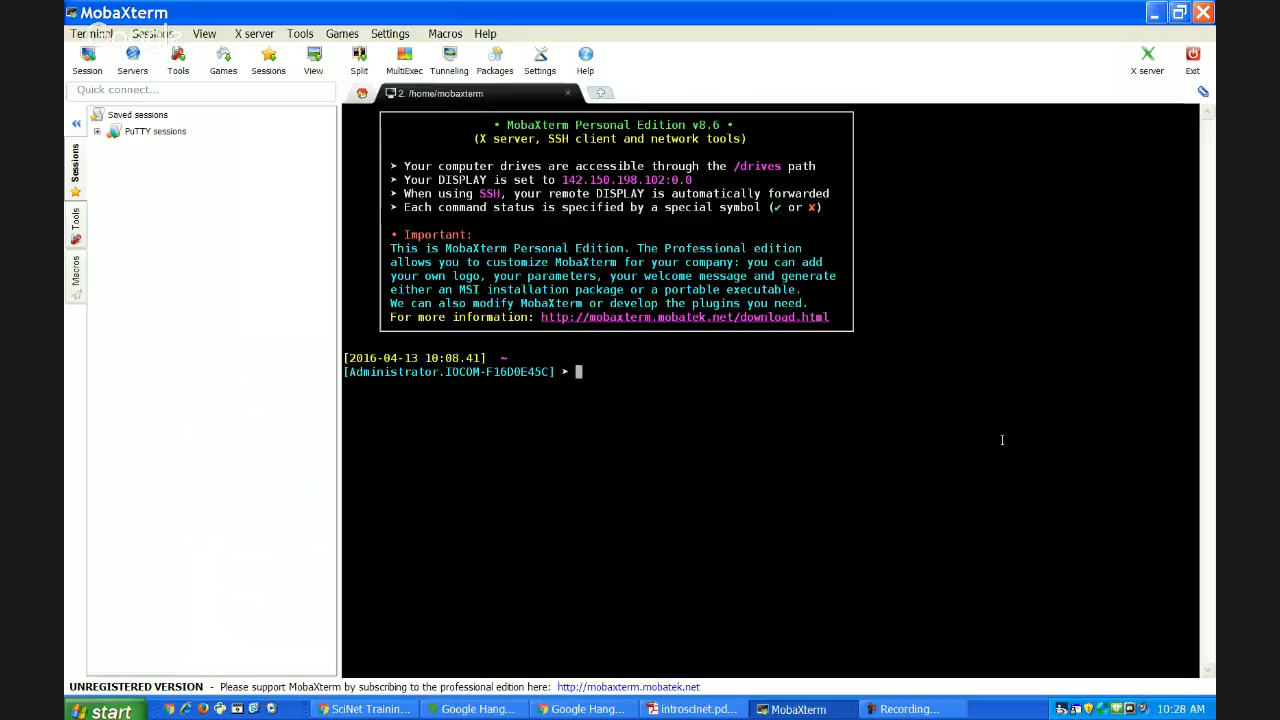 MobaXterm
Google
Terminal Sessions View X server Tools Games Settings Macros Help
Session Servers Tools Games Sessions View Split MultiExec Tunneling Packages Settings Help X server Exit
Quick connect...
2. /home/mobaxterm
Saved sessions
PuTTY sessions
Sessions
Tools
Macros
• MobaXterm Personal Edition v8.6 •
(X server, SSH client and network tools)
➤ Your computer drives are accessible through the /drives path
➤ Your DISPLAY is set to 142.150.198.102:0.0
➤ When using SSH, your remote DISPLAY is automatically forwarded
➤ Each command status is specified by a special symbol (✔ or ✘)
• Important:
This is MobaXterm Personal Edition. The Professional edition
allows you to customize MobaXterm for your company: you can add
your own logo, your parameters, your welcome message and generate
either an MSI installation package or a portable executable.
We can also modify MobaXterm or develop the plugins you need.
For more information: http://mobaxterm.mobatek.net/download.html
[2016-04-13 10:08.41] ~
[Administrator.IOCOM-F16D0E45C] ➤
UNREGISTERED VERSION - Please support MobaXterm by subscribing to the professional edition here: http://mobaxterm.mobatek.net
start SciNet Training... Google Hang... Google Hang... introscinet.pd... MobaXterm Recording... 10:28 AM